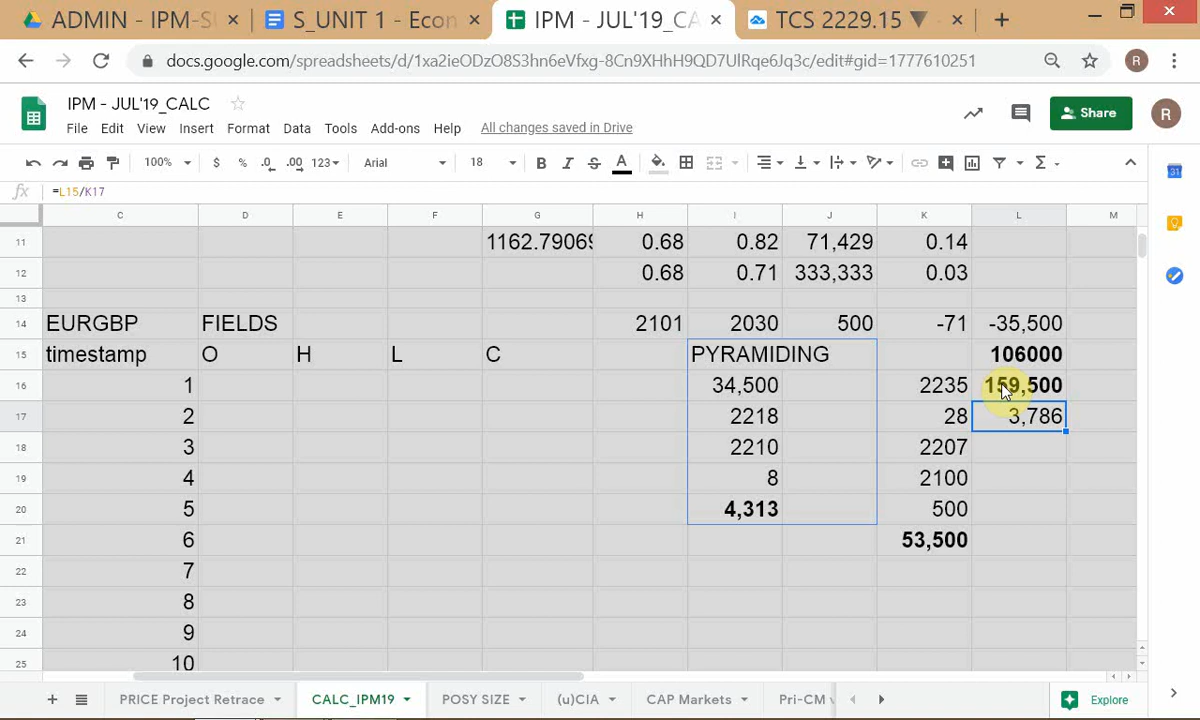 ADMIN - IPM-S
S_UNIT 1 - Econ
IPM - JUL'19_CA
TCS 2229.15 ▼
docs.google.com/spreadsheets/d/1xa2ieODzO8S3hn6eVfxg-8Cn9XHhH9QD7UlRqe6Jq3c/edit#gid=1777610251
R
IPM - JUL'19_CALC
File Edit View Insert Format Data Tools Add-ons Help All changes saved in Drive
Share
R
100% $ % .0 .00 123 Arial 18 B I S A
fx =L15/K17
C D E F G H I J K L M
11 1162.79069 0.68 0.82 71,429 0.14
12 0.68 0.71 333,333 0.03
13
14 EURGBP FIELDS 2101 2030 500 -71 -35,500
15 timestamp O H L C PYRAMIDING 106000
16 1 34,500 2235 159,500
17 2 2218 28 3,786
18 3 2210 2207
19 4 8 2100
20 5 4,313 500
21 6 53,500
22 7
23 8
24 9
25 10
+ PRICE Project Retrace CALC_IPM19 POSY SIZE (u)CIA CAP Markets Pri-CM Explore
31